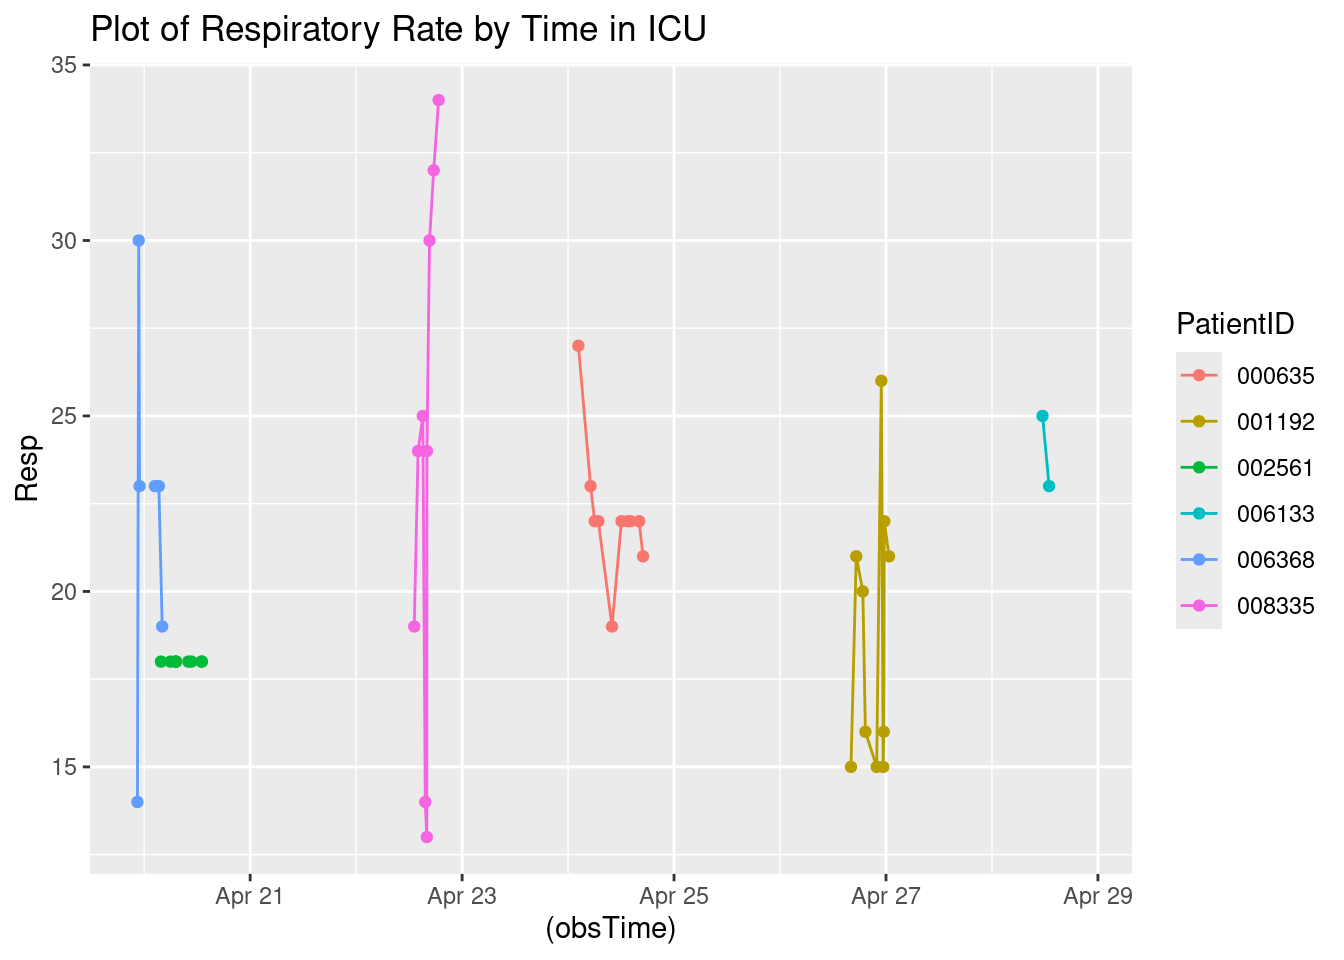 Plot of Respiratory Rate by Time in ICU
35
30
25
20
15
Resp
Apr 21
Apr 23
Apr 25
Apr 27
Apr 29
(obsTime)
PatientID
000635
001192
002561
006133
006368
008335